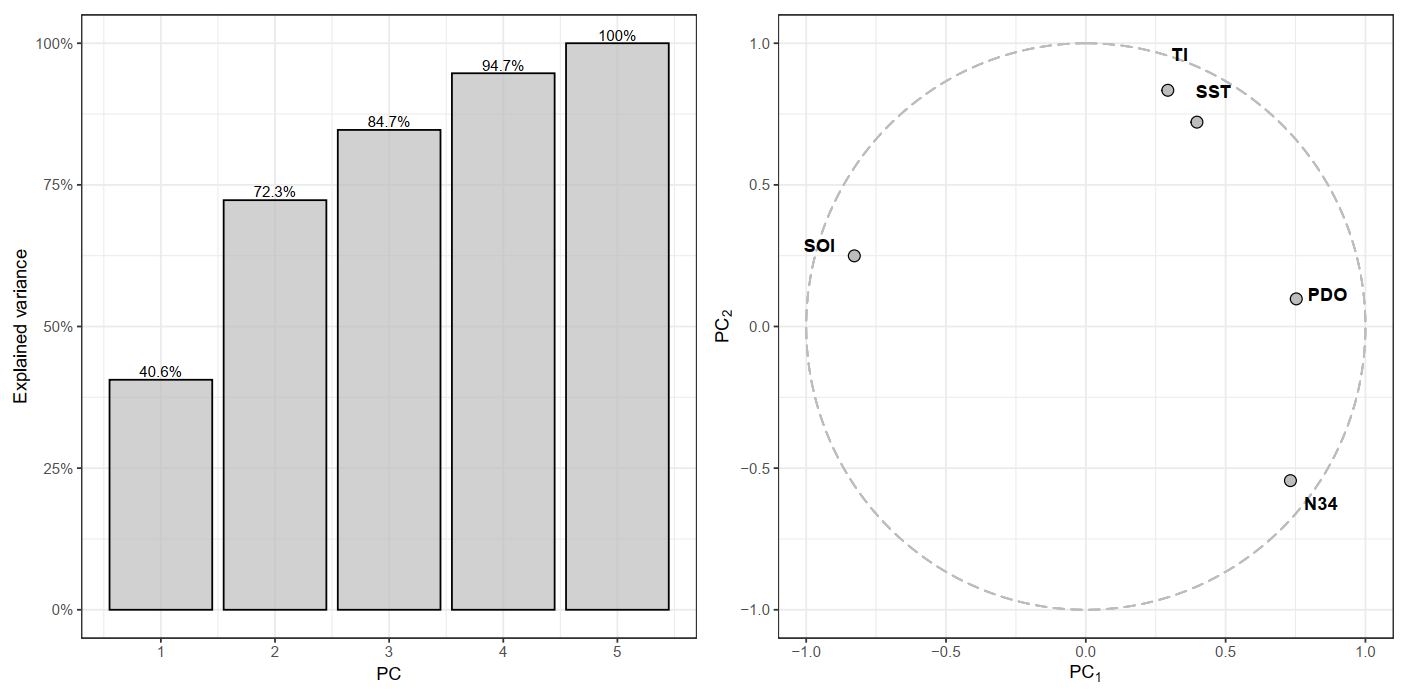 Explained variance
100%
75%
50%
25%
0%
40.6%
72.3%
84.7%
94.7%
100%
1 2 3 4 5
PC
PC2
1.0
0.5
0.0
−0.5
−1.0
TI
SST
SOI
PDO
N34
−1.0 −0.5 0.0 0.5 1.0
PC1